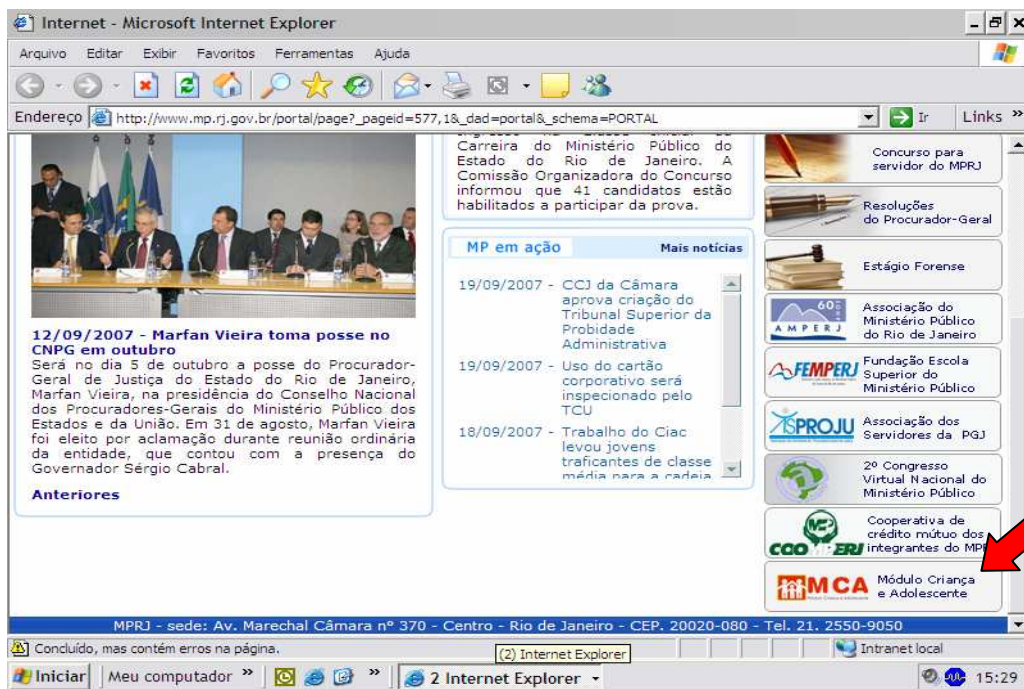 Internet - Microsoft Internet Explorer
Arquivo Editar Exibir Favoritos Ferramentas Ajuda
Endereço http://www.mp.rj.gov.br/portal/page?_pageid=577,1&_dad=portal&_schema=PORTAL Ir Links »
12/09/2007 - Marfan Vieira toma posse no
CNPG em outubro
Será no dia 5 de outubro a posse do Procurador-
Geral de Justiça do Estado do Rio de Janeiro,
Marfan Vieira, na presidência do Conselho Nacional
dos Procuradores-Gerais do Ministério Público dos
Estados e da União. Em 31 de agosto, Marfan Vieira
foi eleito por aclamação durante reunião ordinária
da entidade, que contou com a presença do
Governador Sérgio Cabral.
Anteriores
Carreira do Ministério Público do
Estado do Rio de Janeiro. A
Comissão Organizadora do Concurso
informou que 41 candidatos estão
habilitados a participar da prova.
MP em ação Mais notícias
19/09/2007 - CCJ da Câmara
aprova criação do
Tribunal Superior da
Probidade
Administrativa
19/09/2007 - Uso do cartão
corporativo será
inspecionado pelo
TCU
18/09/2007 - Trabalho do Ciac
levou jovens
traficantes de classe
média para a cadeia
Concurso para
servidor do MPRJ
Resoluções
do Procurador-Geral
Estágio Forense
60
AMPERJ
Associação do
Ministério Público
do Rio de Janeiro
FEMPERJ
Fundação Escola
Superior do
Ministério Público
ASPROJU
Associação dos
Servidores da PGJ
2º Congresso
Virtual Nacional do
Ministério Público
COOMPERJ
Cooperativa de
crédito mútuo dos
integrantes do
MCA
Módulo Criança
e Adolescente
MPRJ - sede: Av. Marechal Câmara nº 370 - Centro - Rio de Janeiro - CEP. 20020-080 - Tel. 21. 2550-9050
Concluído, mas contém erros na página. Intranet local
(2) Internet Explorer
Iniciar Meu computador » » 2 Internet Explorer 15:29